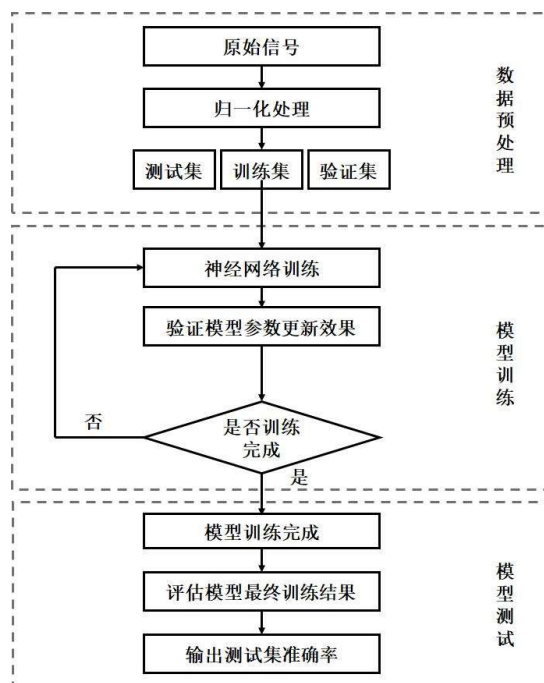 原始信号
归一化处理
测试集
训练集
验证集
数据预处理
神经网络训练
验证模型参数更新效果
是否训练
完成
否
是
模型训练
模型训练完成
评估模型最终训练结果
输出测试集准确率
模型测试